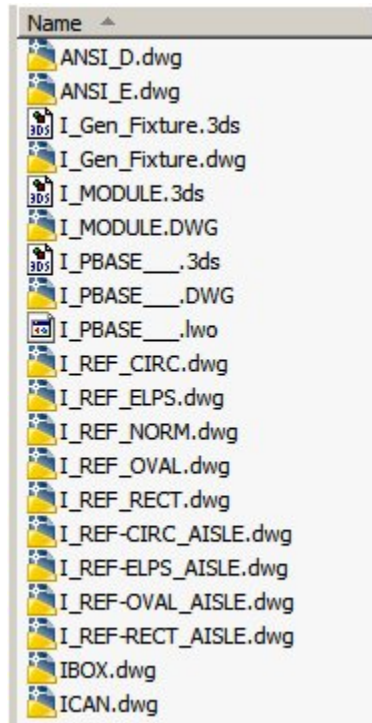 Name
ANSI_D.dwg
ANSI_E.dwg
I_Gen_Fixture.3ds
I_Gen_Fixture.dwg
I_MODULE.3ds
I_MODULE.DWG
I_PBASE___.3ds
I_PBASE___.DWG
I_PBASE___.lwo
I_REF_CIRC.dwg
I_REF_ELPS.dwg
I_REF_NORM.dwg
I_REF_OVAL.dwg
I_REF_RECT.dwg
I_REF-CIRC_AISLE.dwg
I_REF-ELPS_AISLE.dwg
I_REF-OVAL_AISLE.dwg
I_REF-RECT_AISLE.dwg
IBOX.dwg
ICAN.dwg